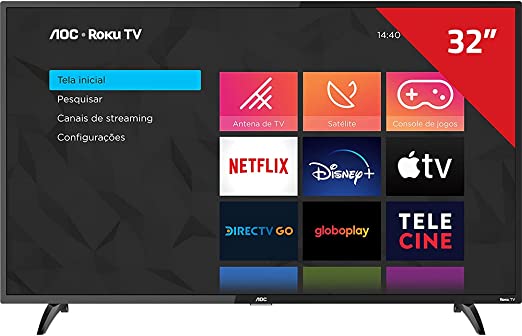 AOC • Roku TV
14:40
32”
Tela inicial
Pesquisar
Canais de streaming
Configurações
Antena de TV
Satélite
Console de jogos
NETFLIX
Disney+
tv
DIRECTV GO
globoplay
TELE
CINE
AOC
Roku TV